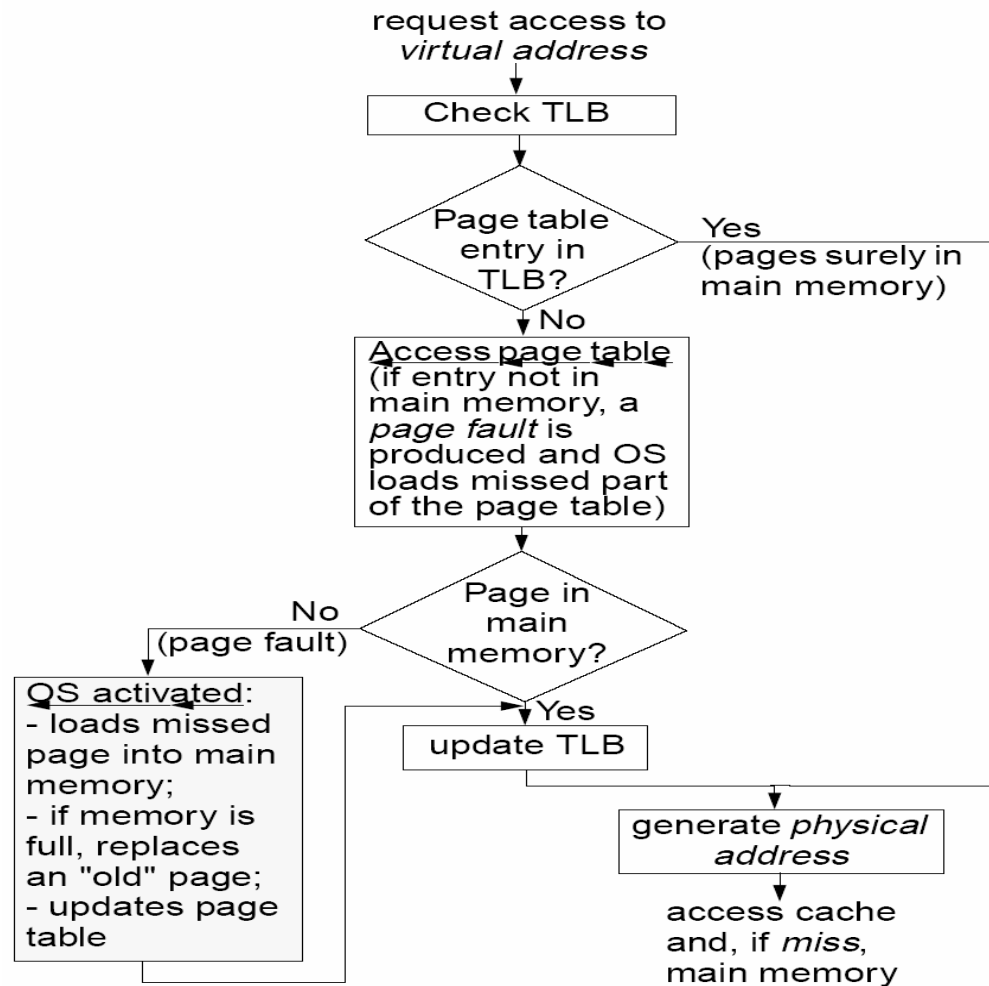 request access to
virtual address
Check TLB
Page table
entry in
TLB?
Yes
(pages surely in
main memory)
No
Access page table
(if entry not in
main memory, a
page fault is
produced and OS
loads missed part
of the page table)
Page in
main
memory?
No
(page fault)
OS activated:
- loads missed
page into main
memory;
- if memory is
full, replaces
an "old" page;
- updates page
table
Yes
update TLB
generate physical
address
access cache
and, if miss,
main memory